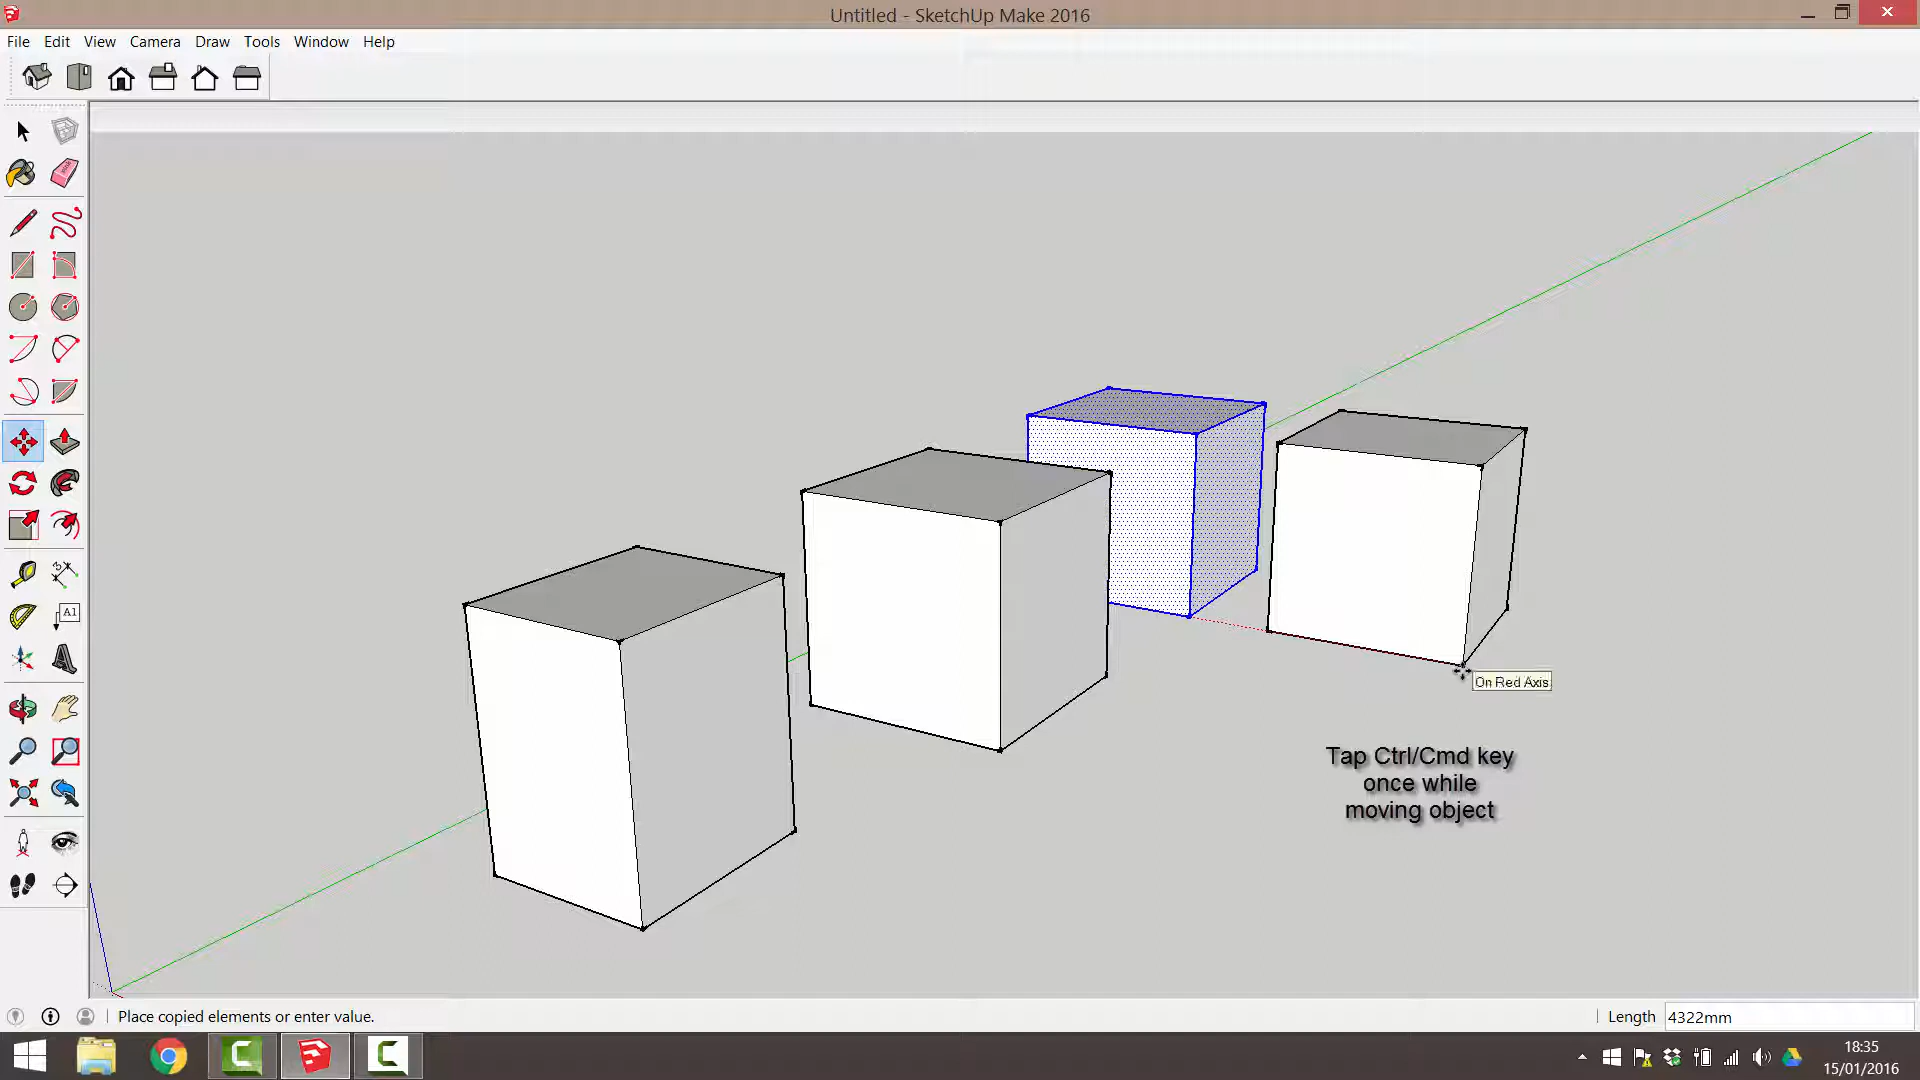 Untitled - SketchUp Make 2016
File Edit View Camera Draw Tools Window Help
A1
On Red Axis
Tap Ctrl/Cmd key
once while
moving object
Place copied elements or enter value.
Length 4322mm
18:35
15/01/2016